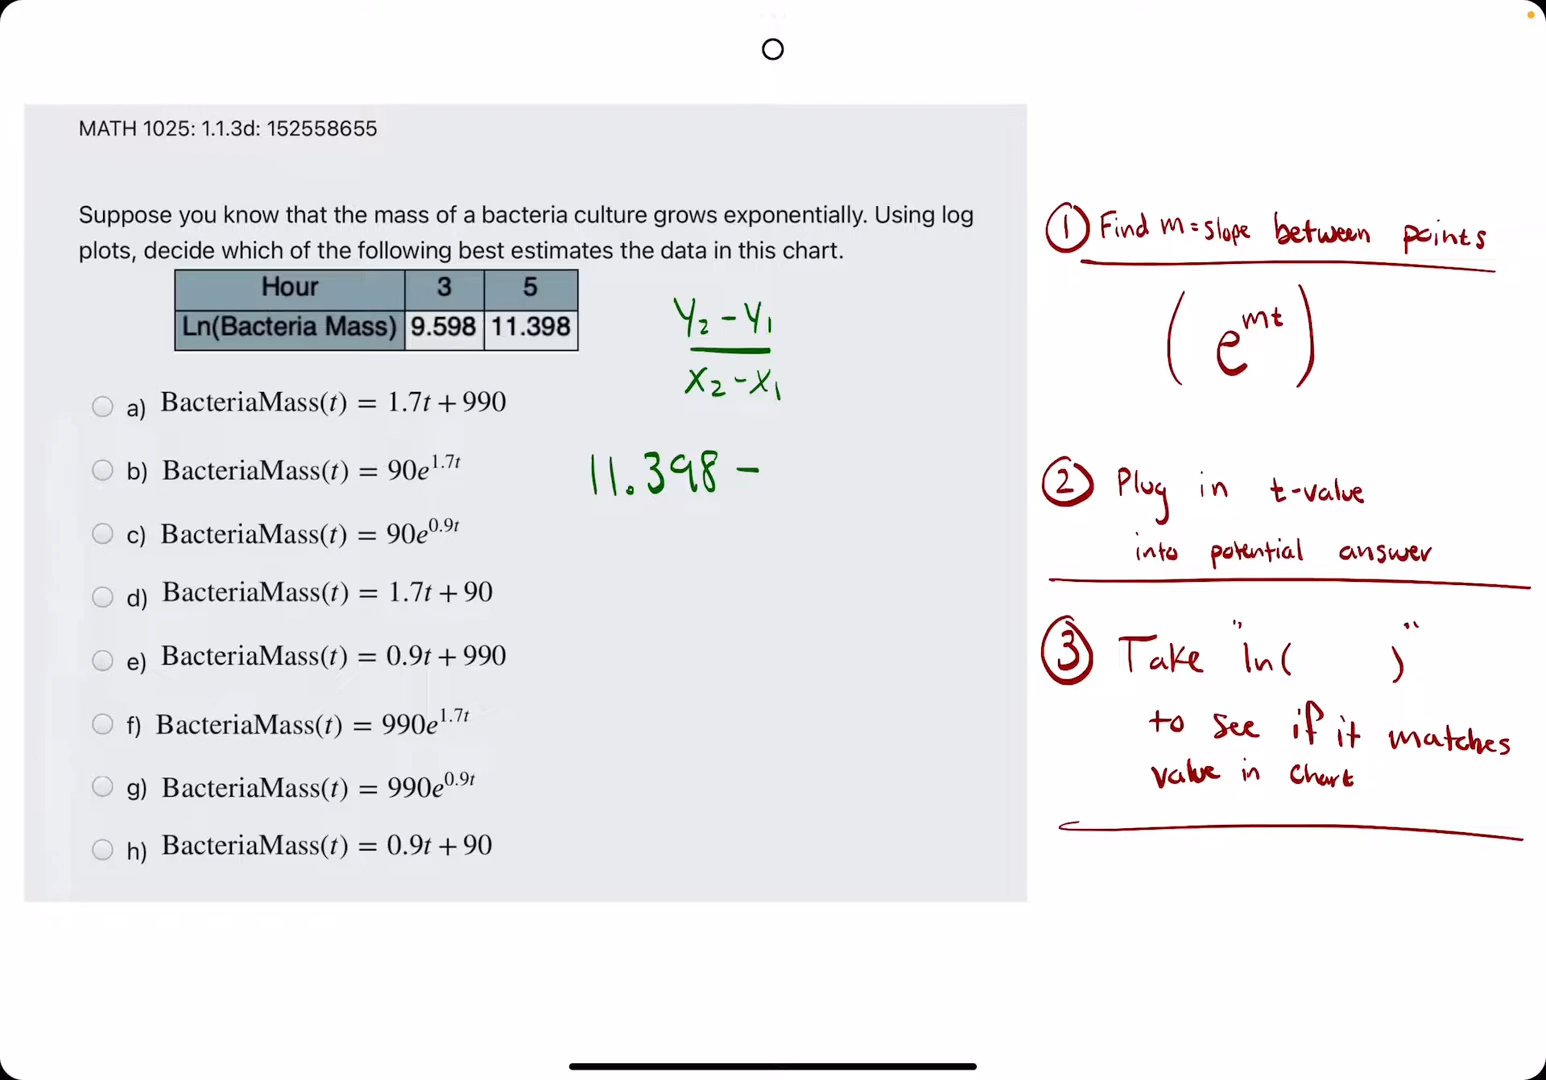 MATH 1025: 1.1.3d: 152558655
Suppose you know that the mass of a bacteria culture grows exponentially. Using log
plots, decide which of the following best estimates the data in this chart.
Hour 3 5
Ln(Bacteria Mass) 9.598 11.398
a) BacteriaMass(t) = 1.7t + 990
b) BacteriaMass(t) = 90e^1.7t
c) BacteriaMass(t) = 90e^0.9t
d) BacteriaMass(t) = 1.7t + 90
e) BacteriaMass(t) = 0.9t + 990
f) BacteriaMass(t) = 990e^1.7t
g) BacteriaMass(t) = 990e^0.9t
h) BacteriaMass(t) = 0.9t + 90
Y₂ - Y₁
X₂ - X₁
11.398 -
① Find m = slope between points
(e^mt)
② Plug in t-value
into potential answer
③ Take "ln( )"
to see if it matches
value in chart